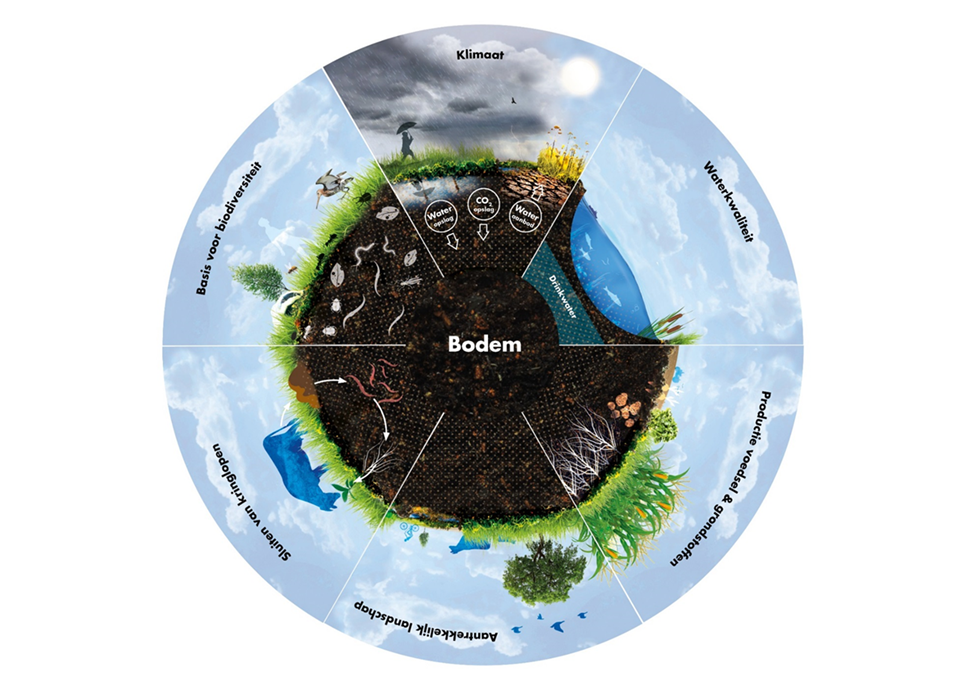 Klimaat
Waterkwaliteit
Productie voedsel & grondstoffen
Aantrekkelijk landschap
Sluiten van kringlopen
Basis voor biodiversiteit
Water
opslag
CO₂
opslag
Water
aanbod
Drinkwater
Bodem